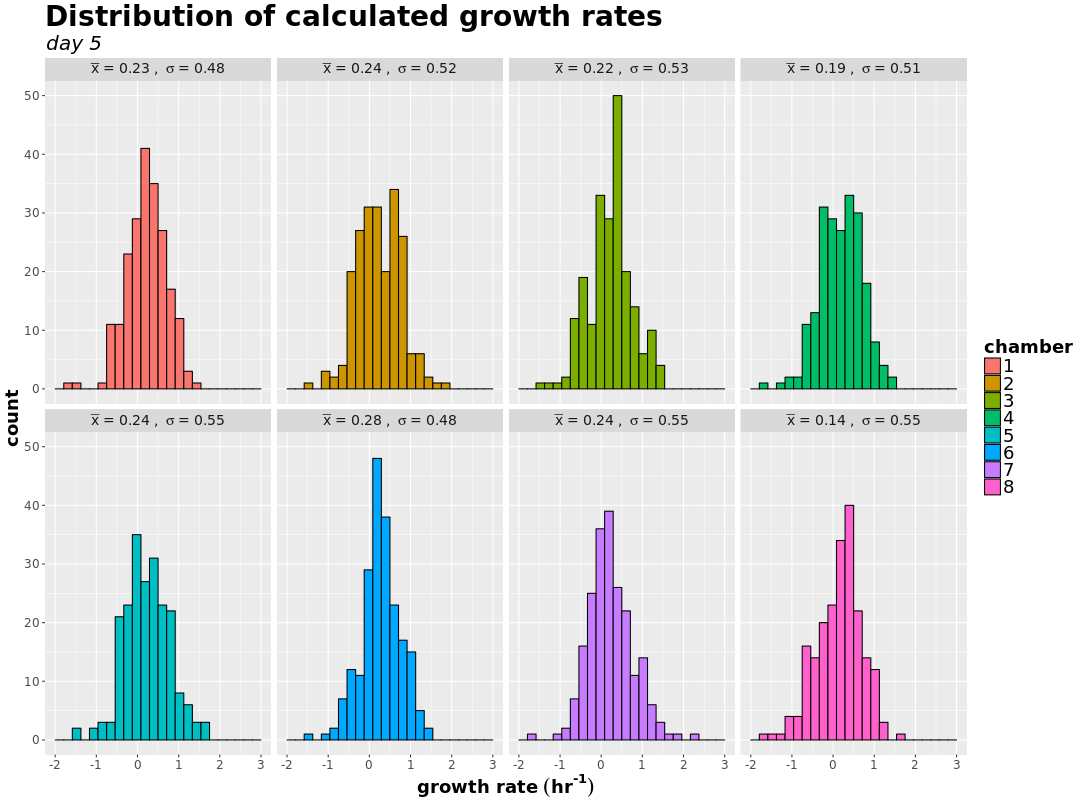 Distribution of calculated growth rates
day 5
x̅ = 0.23 , σ = 0.48
x̅ = 0.24 , σ = 0.52
x̅ = 0.22 , σ = 0.53
x̅ = 0.19 , σ = 0.51
50
40
30
20
10
0
x̅ = 0.24 , σ = 0.55
x̅ = 0.28 , σ = 0.48
x̅ = 0.24 , σ = 0.55
x̅ = 0.14 , σ = 0.55
50
40
30
20
10
0
-2 -1 0 1 2 3
-2 -1 0 1 2 3
-2 -1 0 1 2 3
-2 -1 0 1 2 3
count
growth rate (hr⁻¹)
chamber
1
2
3
4
5
6
7
8